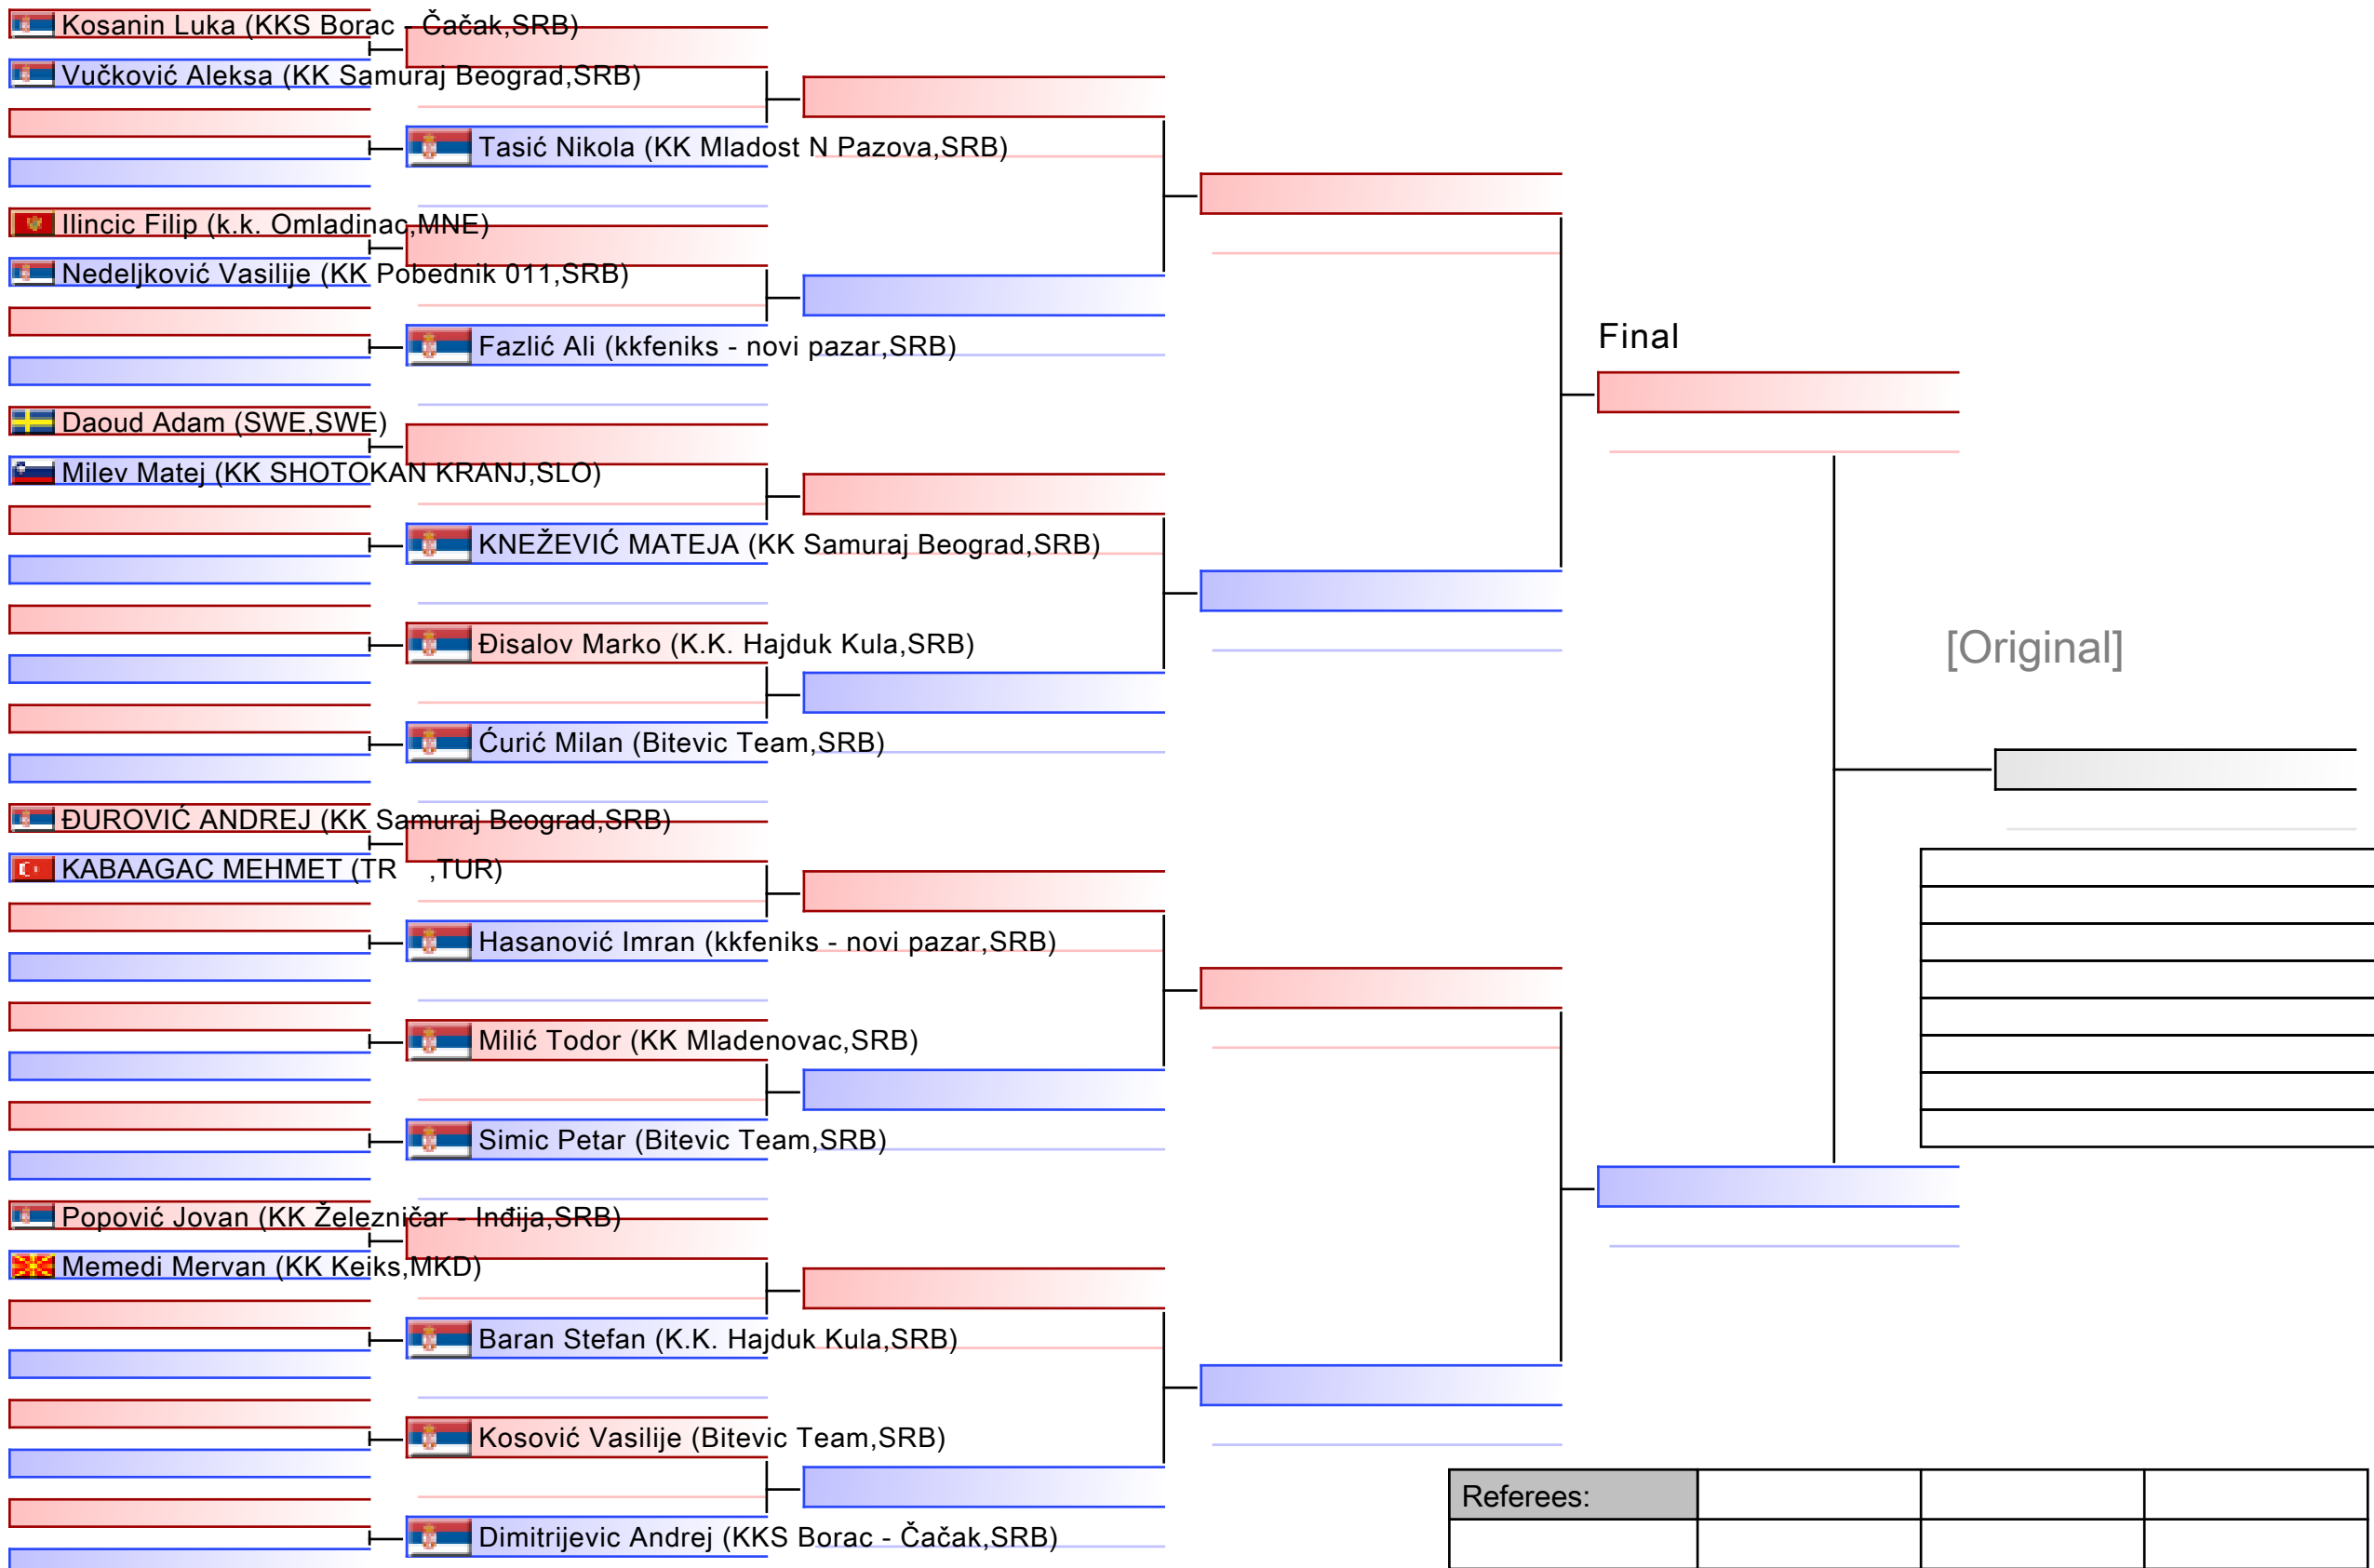 Kosanin Luka (KKS Borac - Čačak,SRB)
Vučković Aleksa (KK Samuraj Beograd,SRB)
Tasić Nikola (KK Mladost N Pazova,SRB)
Ilincic Filip (k.k. Omladinac,MNE)
Nedeljković Vasilije (KK Pobednik 011,SRB)
Fazlić Ali (kkfeniks - novi pazar,SRB)
Final
Daoud Adam (SWE,SWE)
Milev Matej (KK SHOTOKAN KRANJ,SLO)
KNEŽEVIĆ MATEJA (KK Samuraj Beograd,SRB)
Đisalov Marko (K.K. Hajduk Kula,SRB)
[Original]
Ćurić Milan (Bitevic Team,SRB)
ĐUROVIĆ ANDREJ (KK Samuraj Beograd,SRB)
KABAAGAC MEHMET (TR ,TUR)
Hasanović Imran (kkfeniks - novi pazar,SRB)
Milić Todor (KK Mladenovac,SRB)
Simic Petar (Bitevic Team,SRB)
Popović Jovan (KK Železničar - Inđija,SRB)
Memedi Mervan (KK Keiks,MKD)
Baran Stefan (K.K. Hajduk Kula,SRB)
Kosović Vasilije (Bitevic Team,SRB)
Referees:
Dimitrijevic Andrej (KKS Borac - Čačak,SRB)